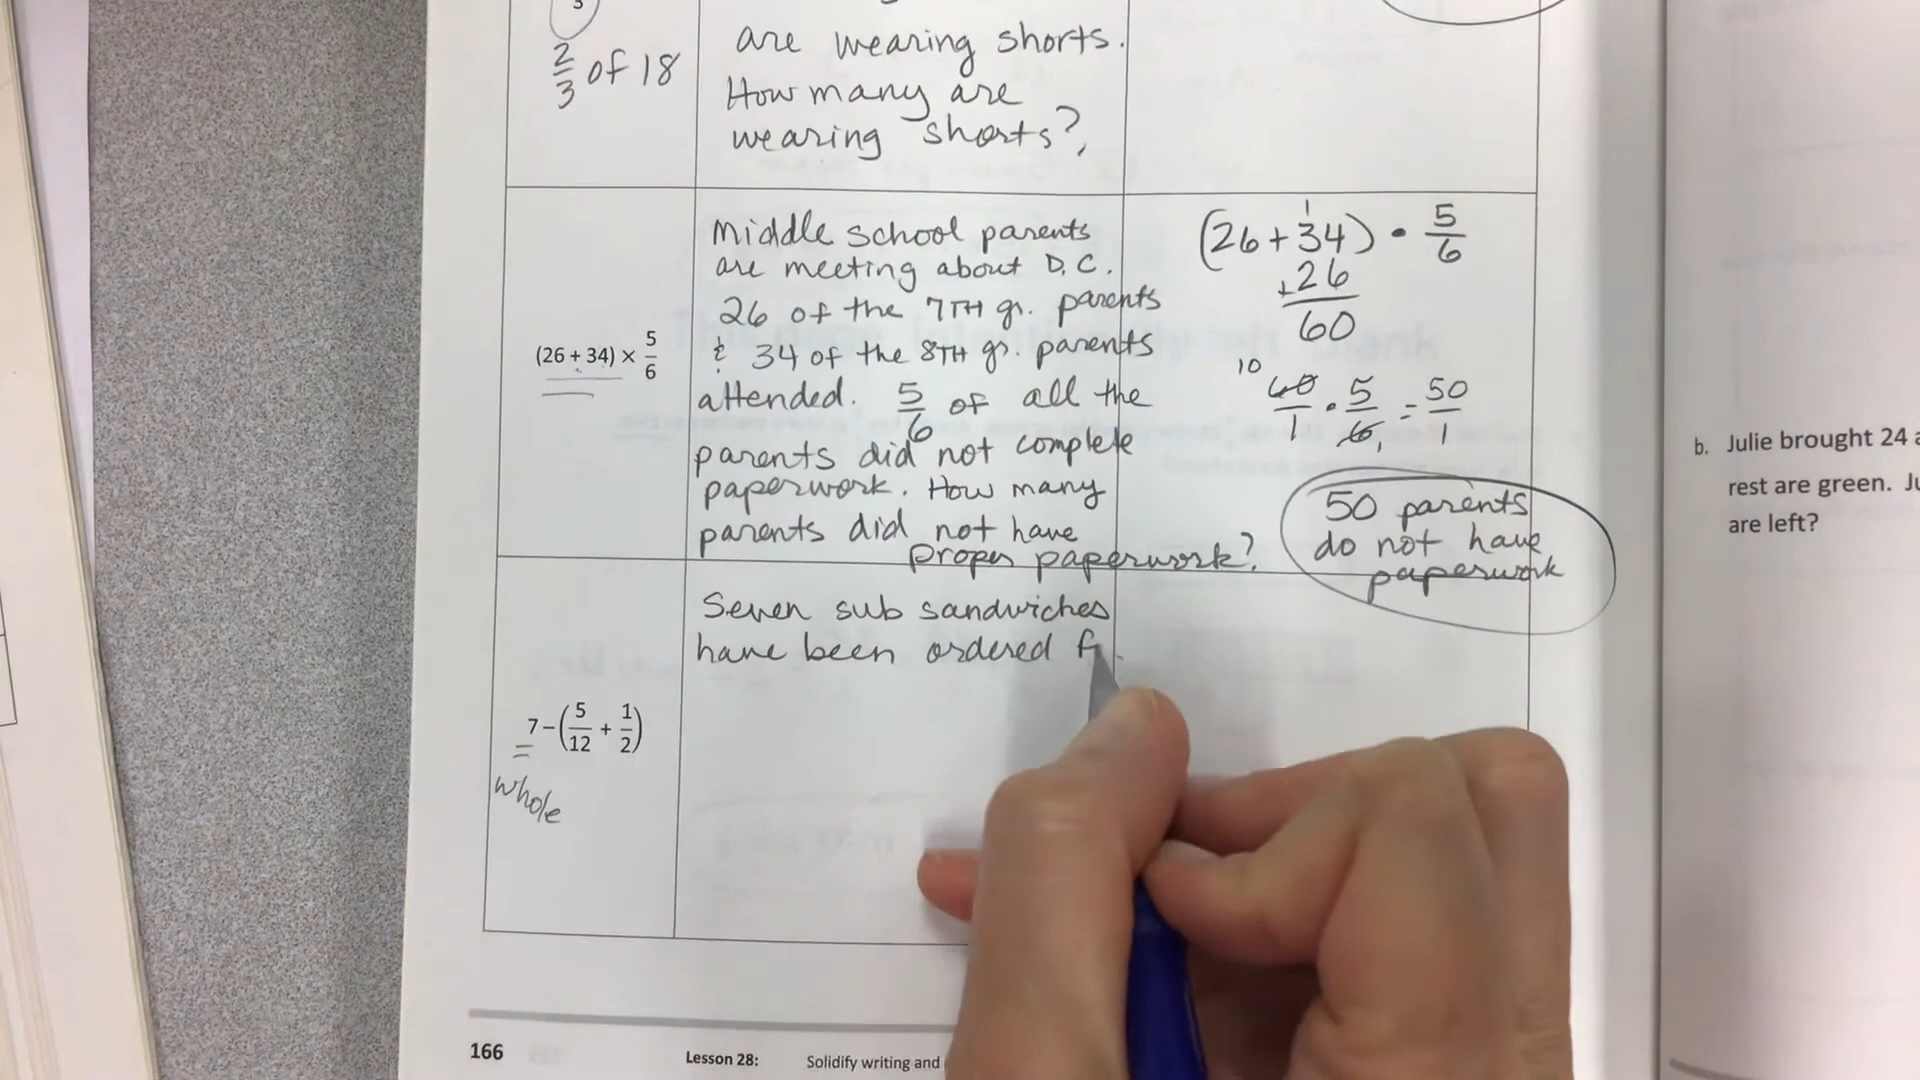 3
2/3 of 18
are wearing shorts.
How many are
wearing shorts?
(26 + 34) × 5/6
Middle school parents
are meeting about D.C.
26 of the 7TH gr. parents
& 34 of the 8TH gr. parents
attended. 5/6 of all the
parents did not complete
paperwork. How many
parents did not have
proper paperwork?
1
(26 + 34) • 5/6
+26
60
10
60/1 • 5/6 1 = 50/1
50 parents
do not have
paperwork
7 − (5/12 + 1/2)
whole
Seven sub sandwiches
have been ordered f
166
Lesson 28:
Solidify writing and
b. Julie brought 24
rest are green.
are left?